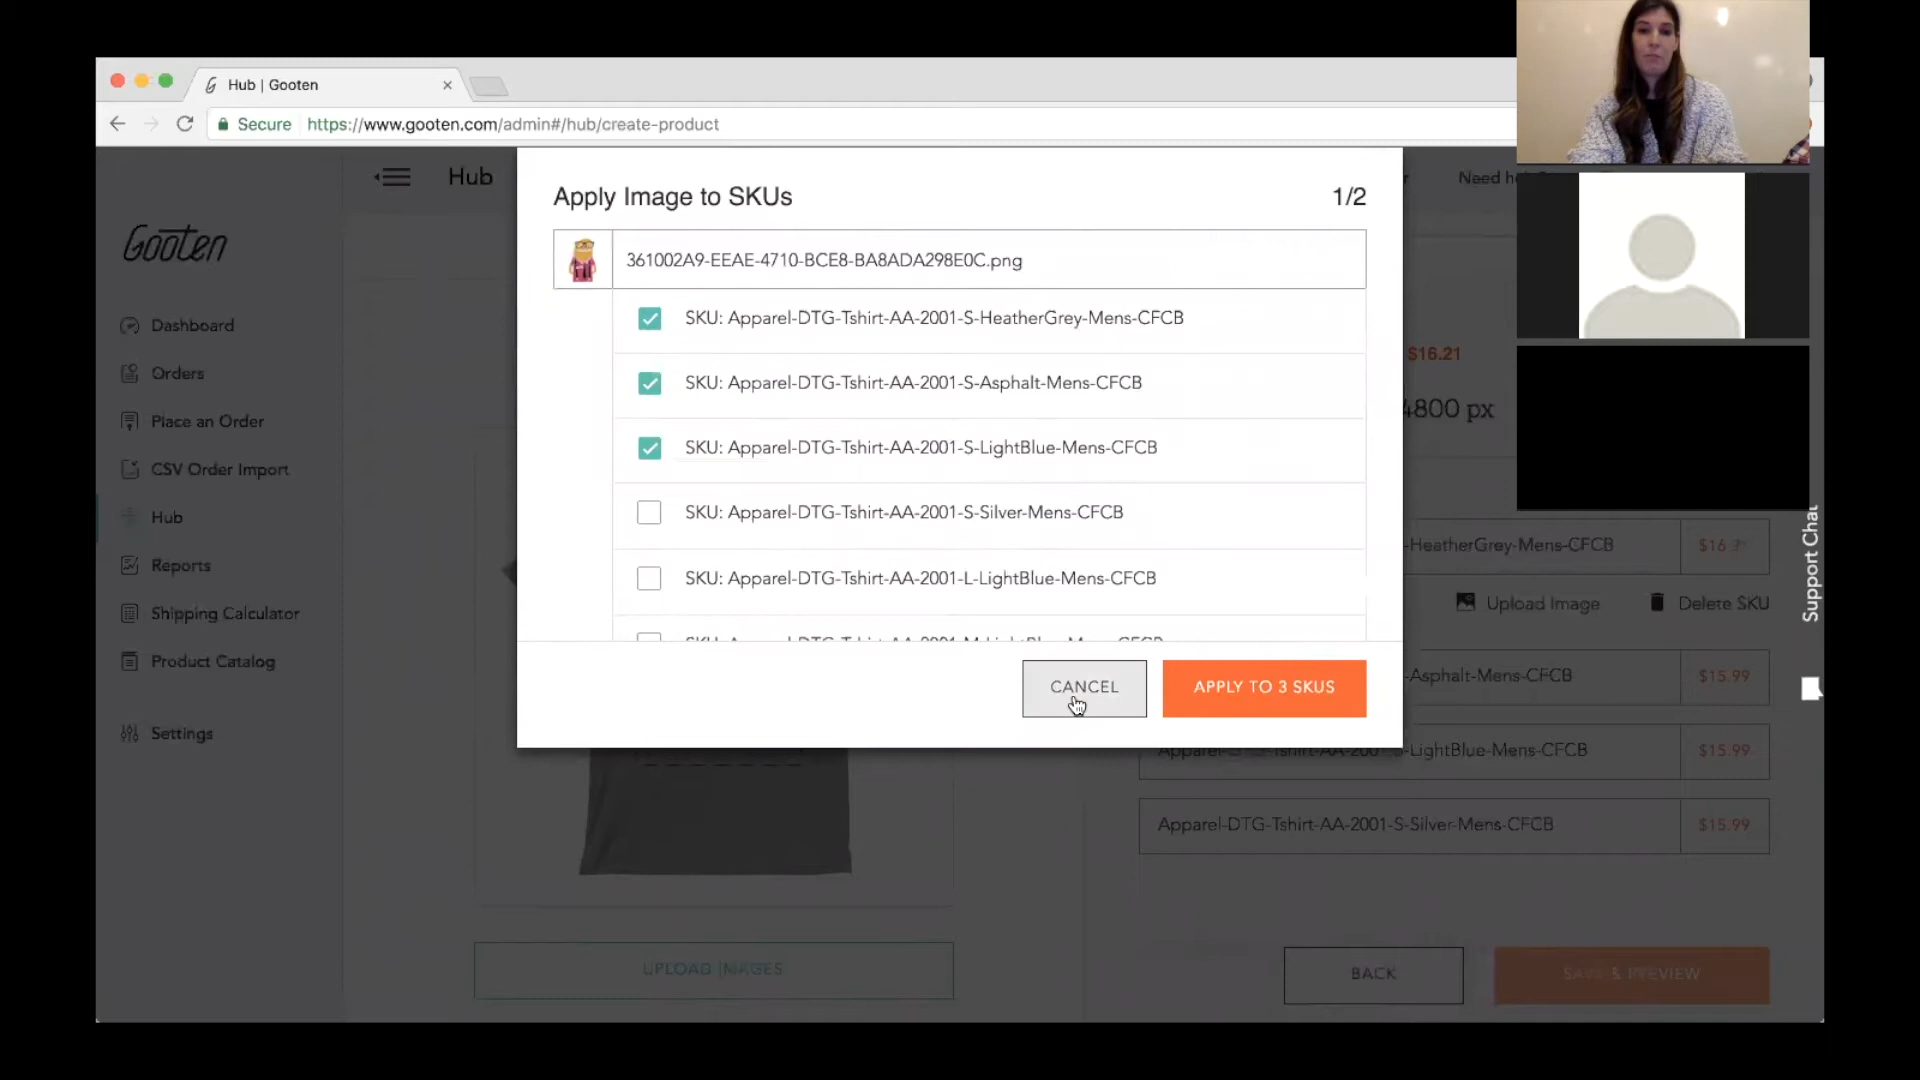 Hub | Gooten
Secure https://www.gooten.com/admin#/hub/create-product
Hub
Need
Gooten
Dashboard
Orders
Place an Order
CSV Order Import
Hub
Reports
Shipping Calculator
Product Catalog
Settings
Apply Image to SKUs 1/2
361002A9-EEAE-4710-BCE8-BA8ADA298E0C.png
SKU: Apparel-DTG-Tshirt-AA-2001-S-HeatherGrey-Mens-CFCB
SKU: Apparel-DTG-Tshirt-AA-2001-S-Asphalt-Mens-CFCB
SKU: Apparel-DTG-Tshirt-AA-2001-S-LightBlue-Mens-CFCB
SKU: Apparel-DTG-Tshirt-AA-2001-S-Silver-Mens-CFCB
SKU: Apparel-DTG-Tshirt-AA-2001-L-LightBlue-Mens-CFCB
CANCEL APPLY TO 3 SKUS
$16.21
4800 px
-HeatherGrey-Mens-CFCB
Upload Image Delete SKU
-Asphalt-Mens-CFCB $15.99
-LightBlue-Mens-CFCB $15.99
Apparel-DTG-Tshirt-AA-2001-S-Silver-Mens-CFCB $15.99
UPLOAD IMAGES
BACK SAVE & PREVIEW
Support Chat